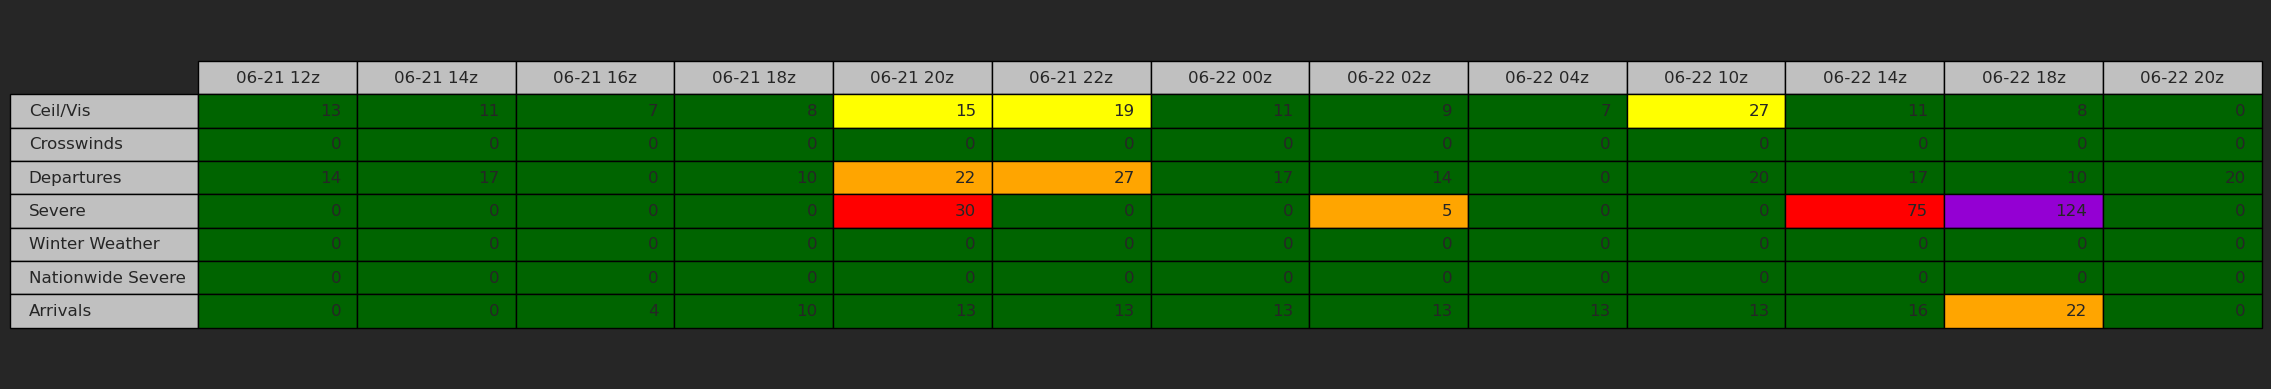 06-21 12z 06-21 14z 06-21 16z 06-21 18z 06-21 20z 06-21 22z 06-22 00z 06-22 02z 06-22 04z 06-22 10z 06-22 14z 06-22 18z 06-22 20z
Ceil/Vis 13 11 7 8 15 19 11 9 7 27 11 8 0
Crosswinds 0 0 0 0 0 0 0 0 0 0 0 0 0
Departures 14 17 0 10 22 27 17 14 0 20 17 10 20
Severe 0 0 0 0 30 0 0 5 0 0 75 124 0
Winter Weather 0 0 0 0 0 0 0 0 0 0 0 0 0
Nationwide Severe 0 0 0 0 0 0 0 0 0 0 0 0 0
Arrivals 0 0 4 10 13 13 13 13 13 13 16 22 0